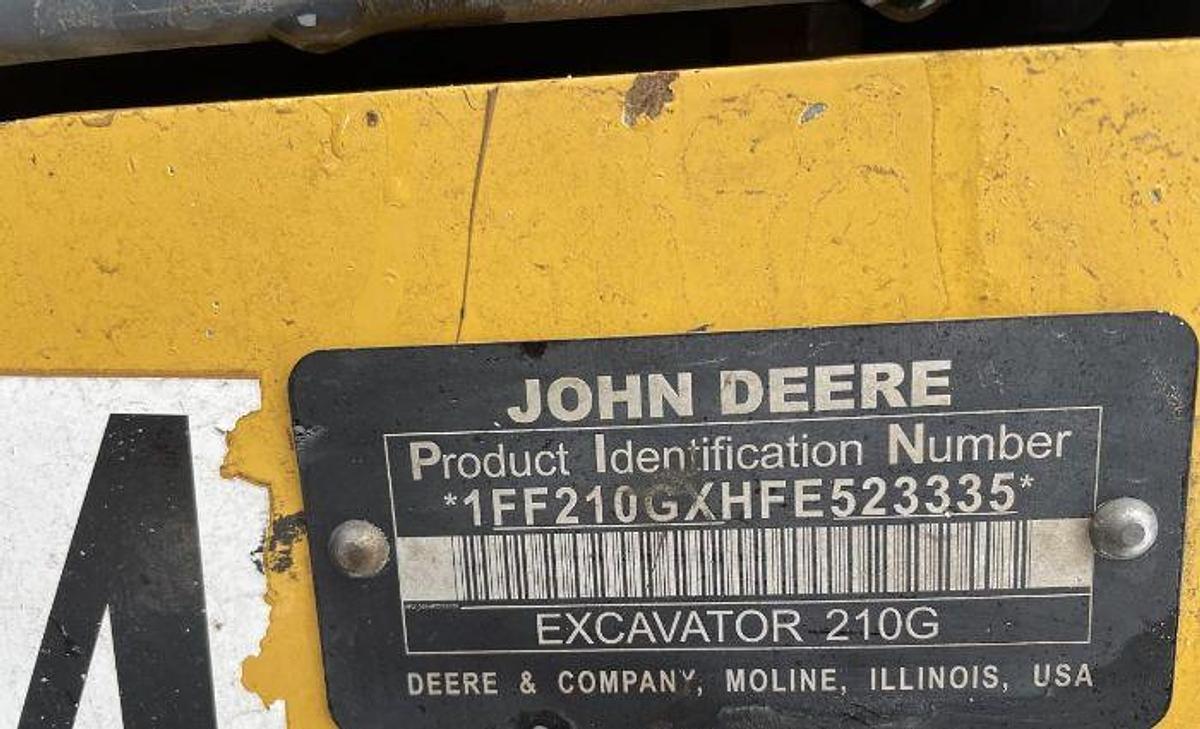 JOHN DEERE
Product Identification Number
*1FF210GXHFE523335*
EXCAVATOR 210G
DEERE & COMPANY, MOLINE, ILLINOIS, USA